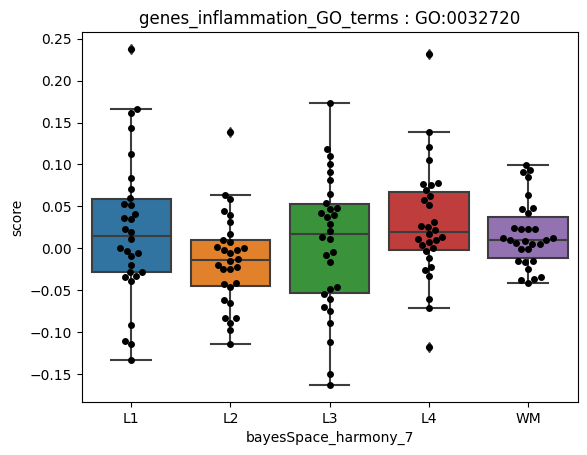 genes_inflammation_GO_terms : GO:0032720
0.25
0.20
0.15
0.10
0.05
0.00
−0.05
−0.10
−0.15
score
L1 L2 L3 L4 WM
bayesSpace_harmony_7